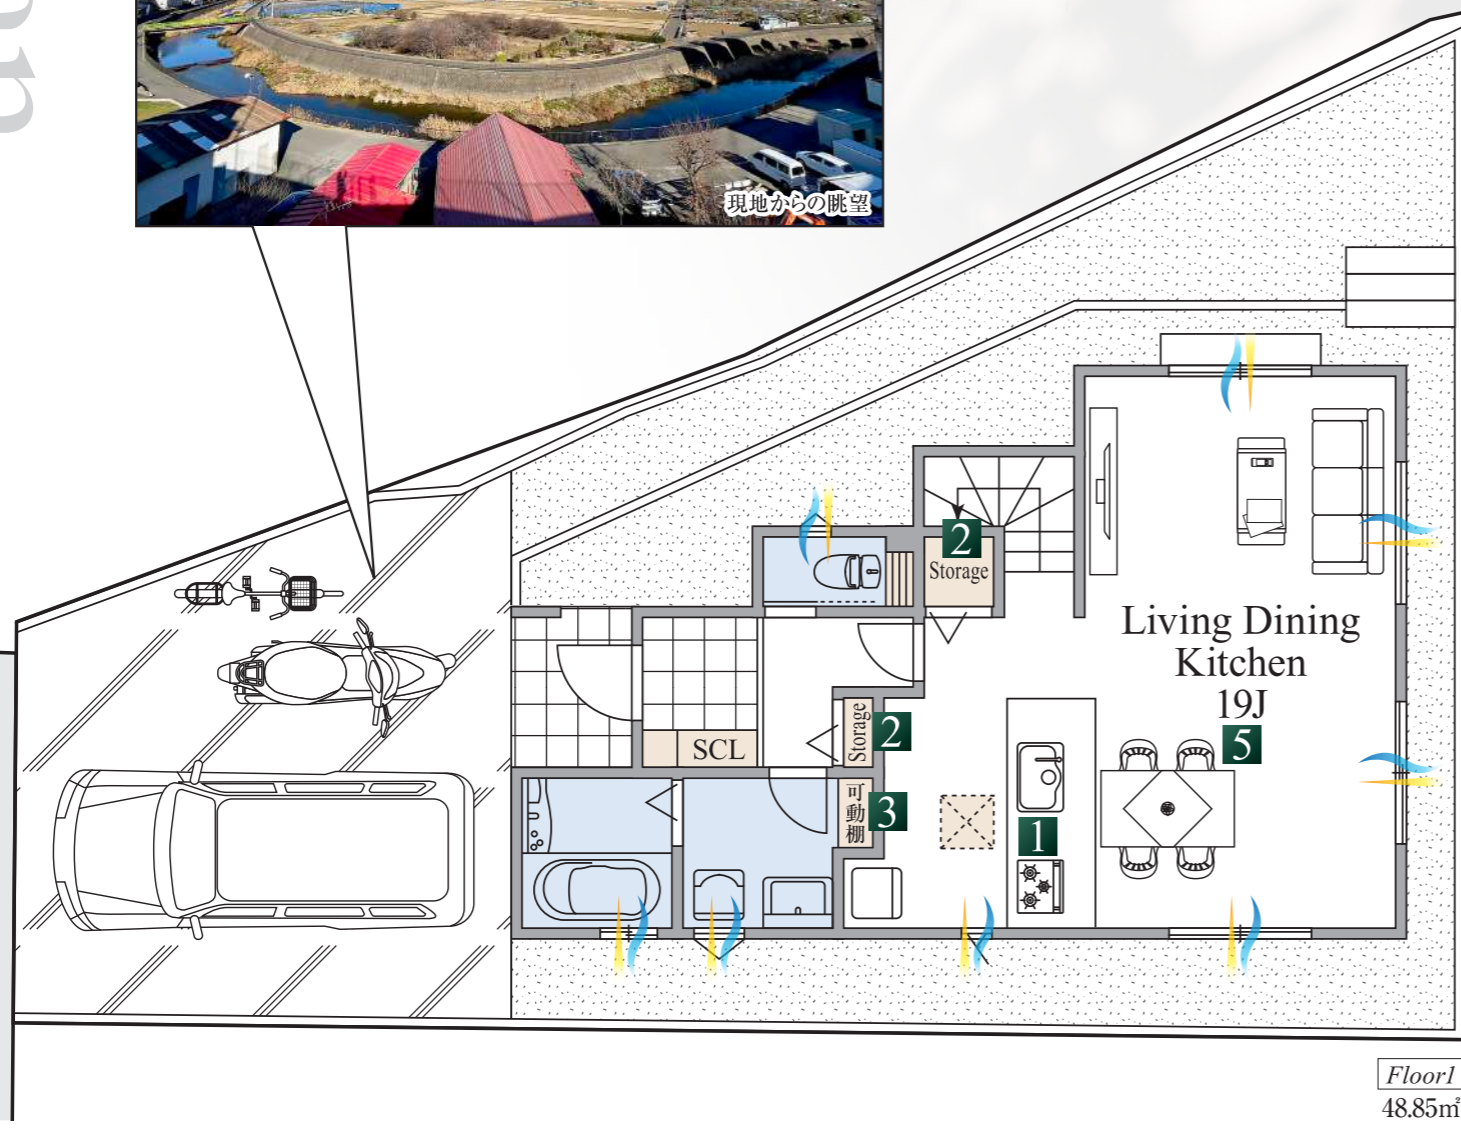 現地からの眺望
2
Storage
Living Dining
Kitchen
19J
5
SCL
Storage
2
可動棚
3
1
Floor1
48.85㎡